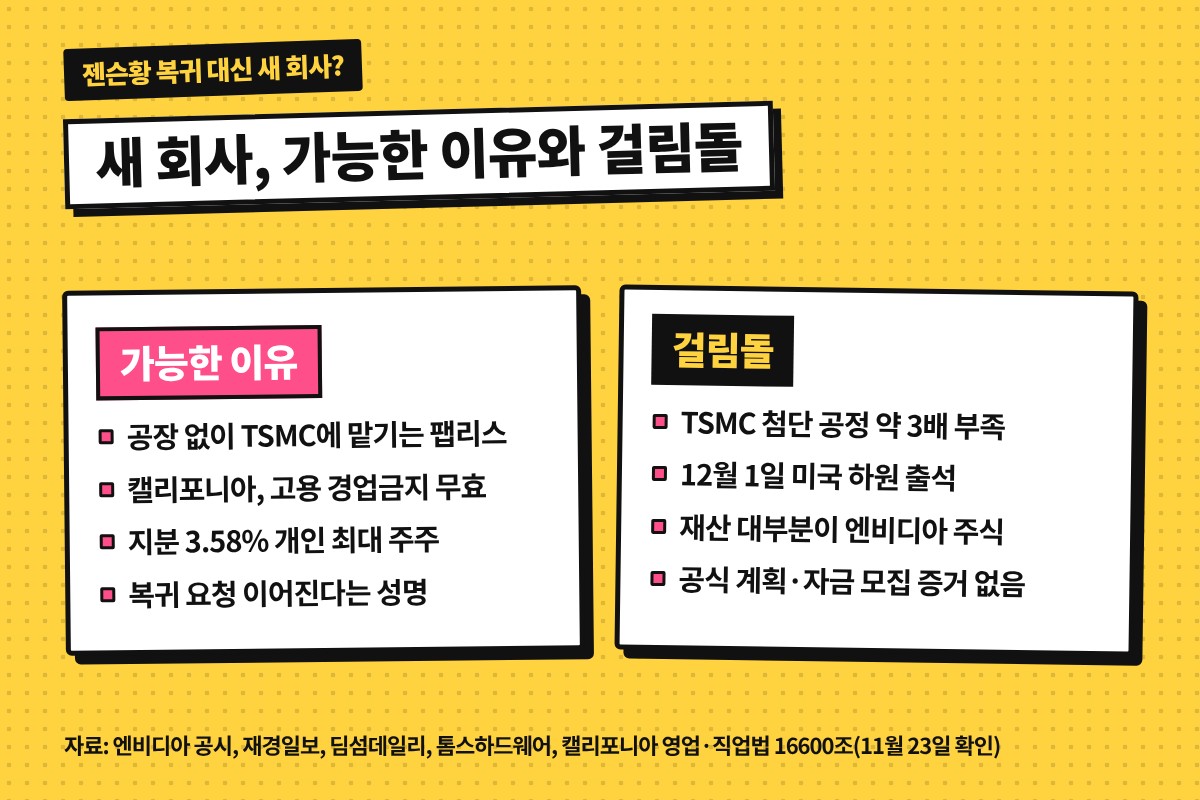 젠슨황 복귀 대신 새 회사?
새 회사, 가능한 이유와 걸림돌
가능한 이유
공장 없이 TSMC에 맡기는 팹리스
캘리포니아, 고용 경업금지 무효
지분 3.58% 개인 최대 주주
복귀 요청 이어진다는 성명
걸림돌
TSMC 첨단 공정 약 3배 부족
12월 1일 미국 하원 출석
재산 대부분이 엔비디아 주식
공식 계획·자금 모집 증거 없음
자료: 엔비디아 공시, 재경일보, 딤섬데일리, 톰스하드웨어, 캘리포니아 영업·직업법 16600조(11월 23일 확인)